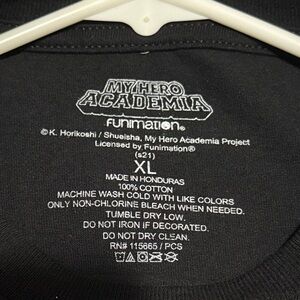 MY HERO
ACADEMIA
FUNIMATION®
©K. Horikoshi / Shueisha, My Hero Academia Project
Licensed by Funimation®
(s21)
XL
MADE IN HONDURAS
100% COTTON
MACHINE WASH COLD WITH LIKE COLORS
ONLY NON-CHLORINE BLEACH WHEN NEEDED.
TUMBLE DRY LOW.
DO NOT IRON IF DECORATED.
DO NOT DRY CLEAN.
RN# 115665 / PCS